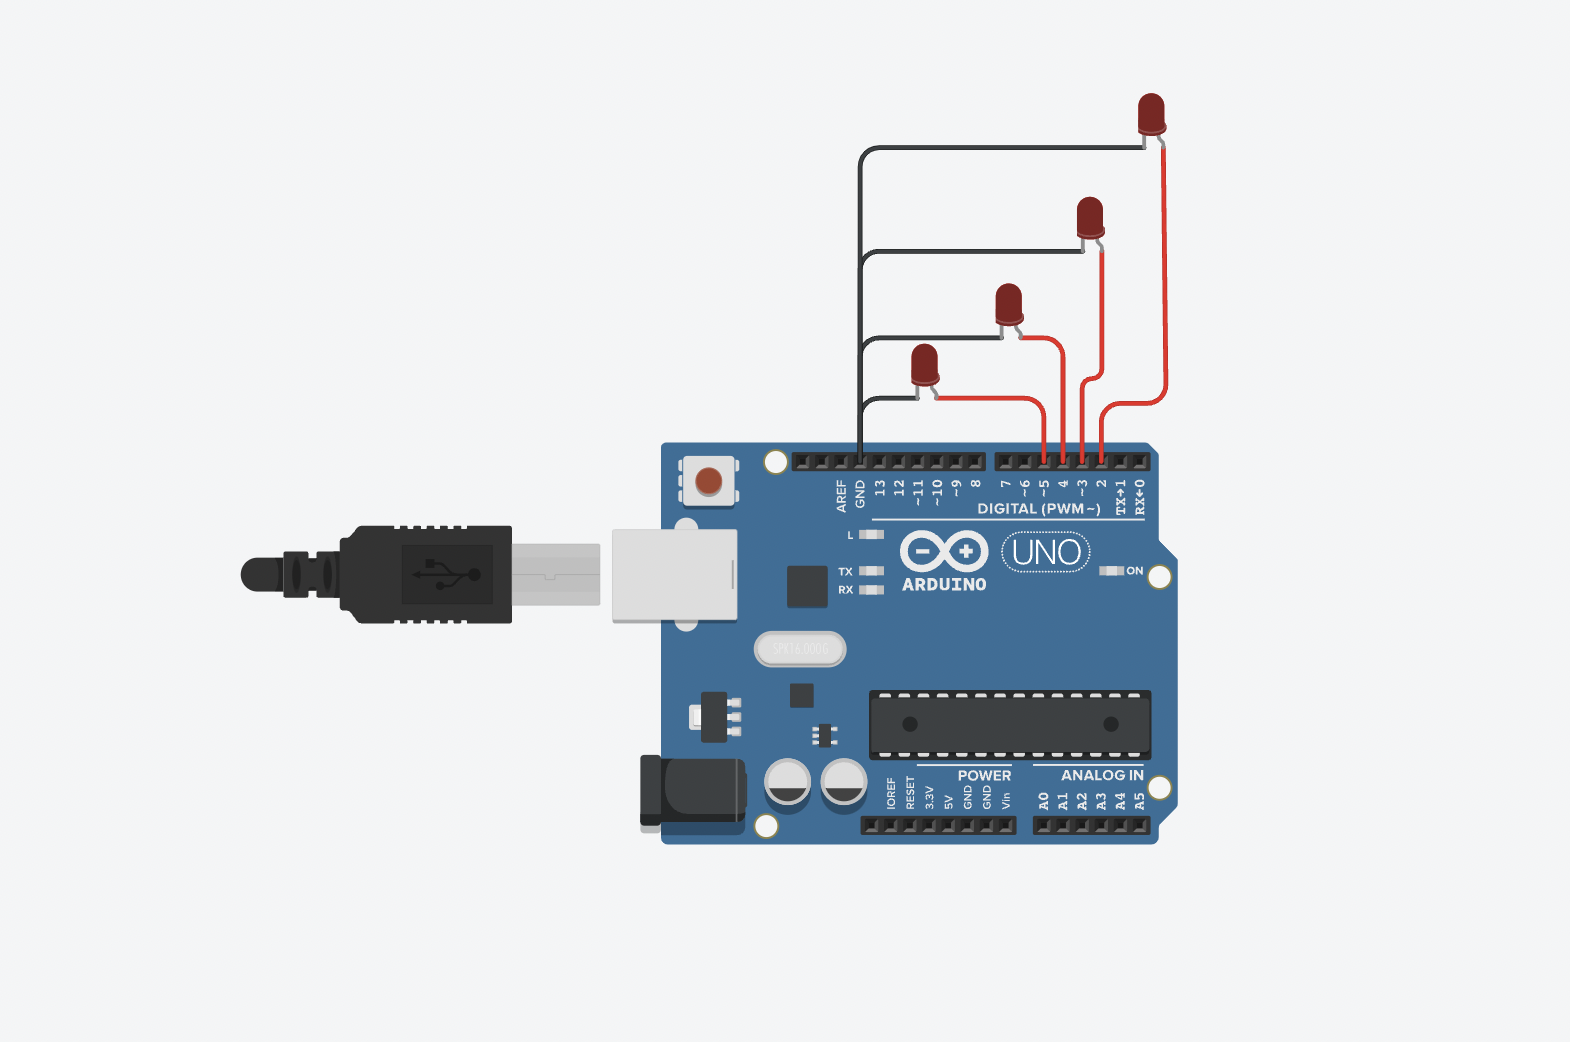 AREF
GND
13
12
~11
~10
~9
8
7
~6
~5
4
~3
2
TX→1
RX←0
DIGITAL (PWM~)
L
TX
RX
ARDUINO
UNO
ON
SPK16.000G
POWER
ANALOG IN
IOREF
RESET
3.3V
5V
GND
GND
Vin
A0
A1
A2
A3
A4
A5